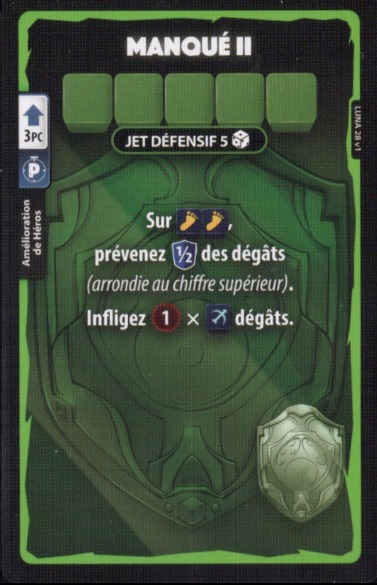 MANQUÉ II
JET DÉFENSIF 5
3PC
P
Amélioration
de Héros
LUNA 28 v1
Sur ,
prévenez ½ des dégâts
(arrondie au chiffre supérieur).
Infligez 1 × dégâts.